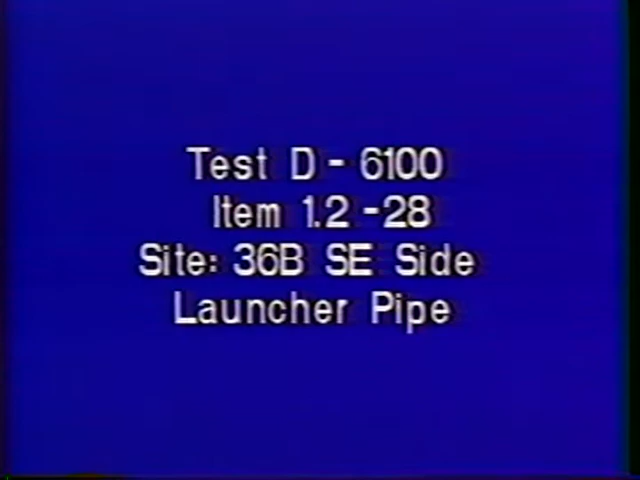 Test D - 6100
Item 1.2 -28
Site: 36B SE Side
Launcher Pipe